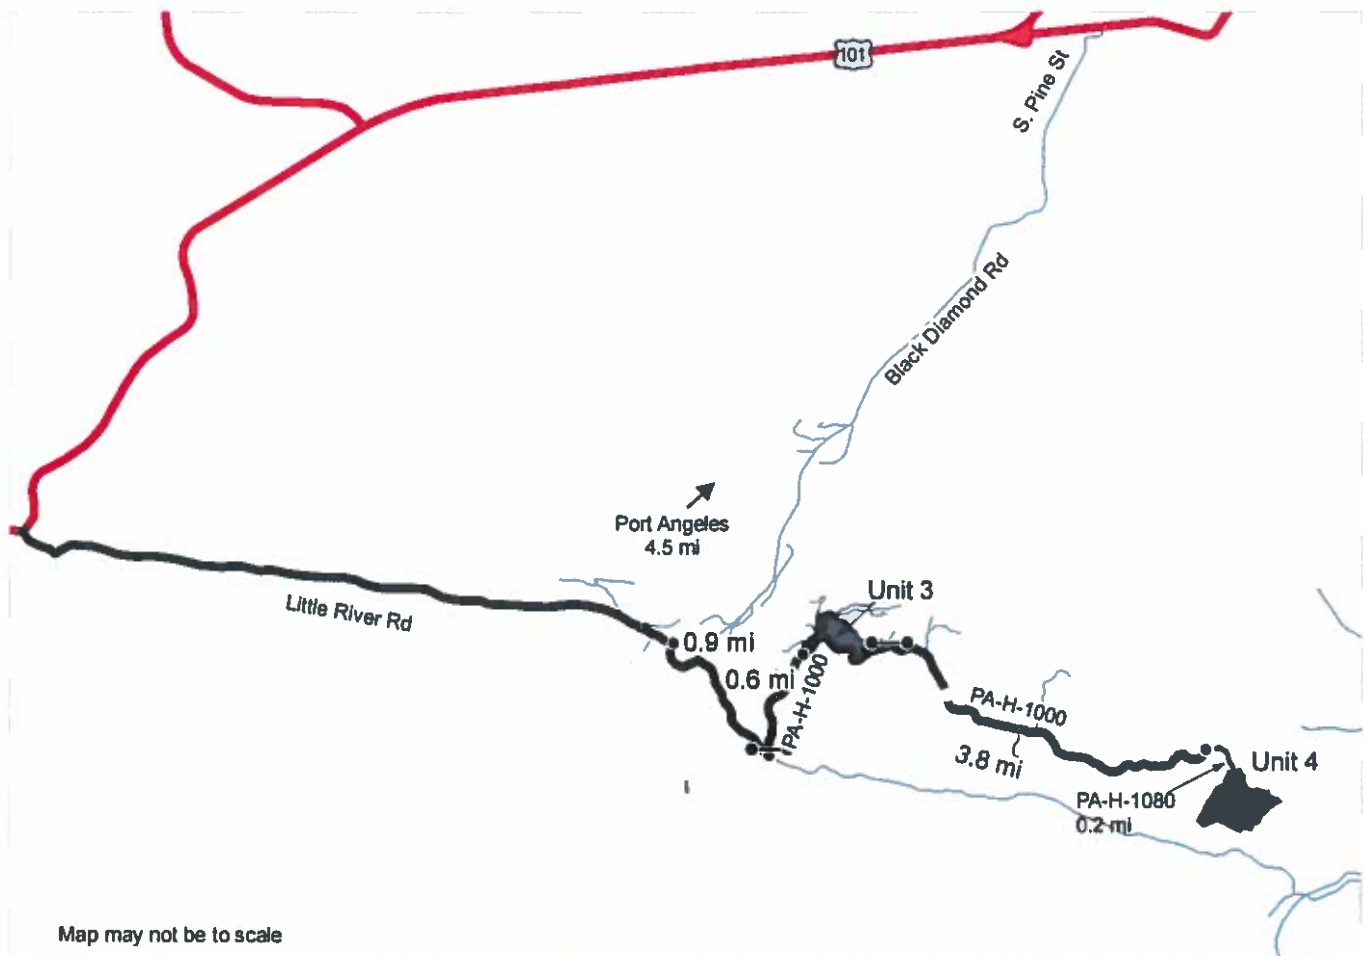 101
S. Pine St
Black Diamond Rd
Port Angeles
4.5 mi
Unit 3
Little River Rd
0.9 mi
0.6 mi
PA-H-1000
PA-H-1000
3.8 mi
Unit 4
PA-H-1080
0.2 mi
Map may not be to scale